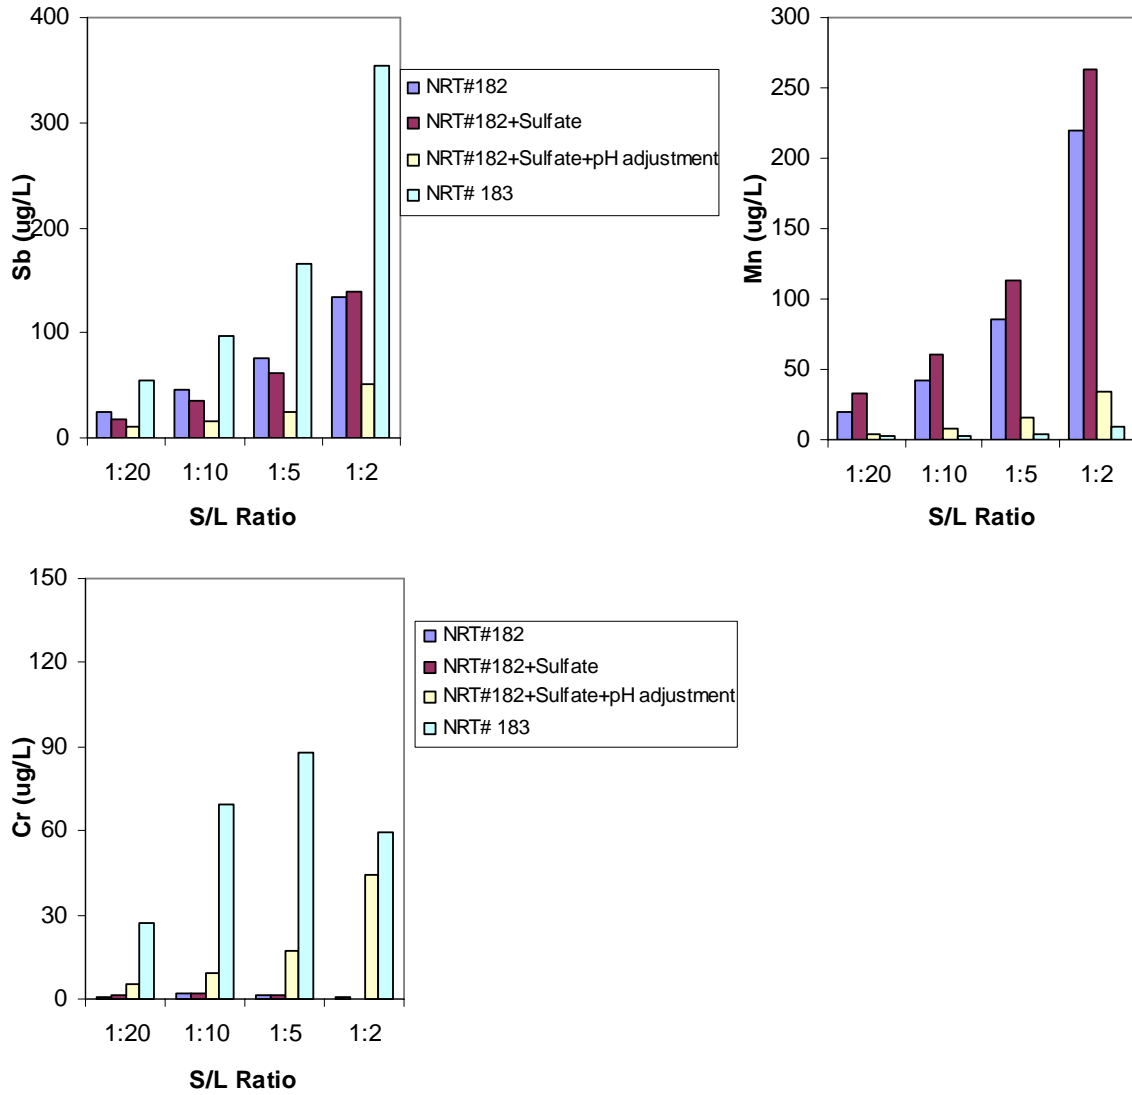 400
300
200
100
0
Sb (ug/L)
1:20 1:10 1:5 1:2
S/L Ratio
NRT#182
NRT#182+Sulfate
NRT#182+Sulfate+pH adjustment
NRT# 183
300
250
200
150
100
50
0
Mn (ug/L)
1:20 1:10 1:5 1:2
S/L Ratio
150
120
90
60
30
0
Cr (ug/L)
1:20 1:10 1:5 1:2
S/L Ratio
NRT#182
NRT#182+Sulfate
NRT#182+Sulfate+pH adjustment
NRT# 183